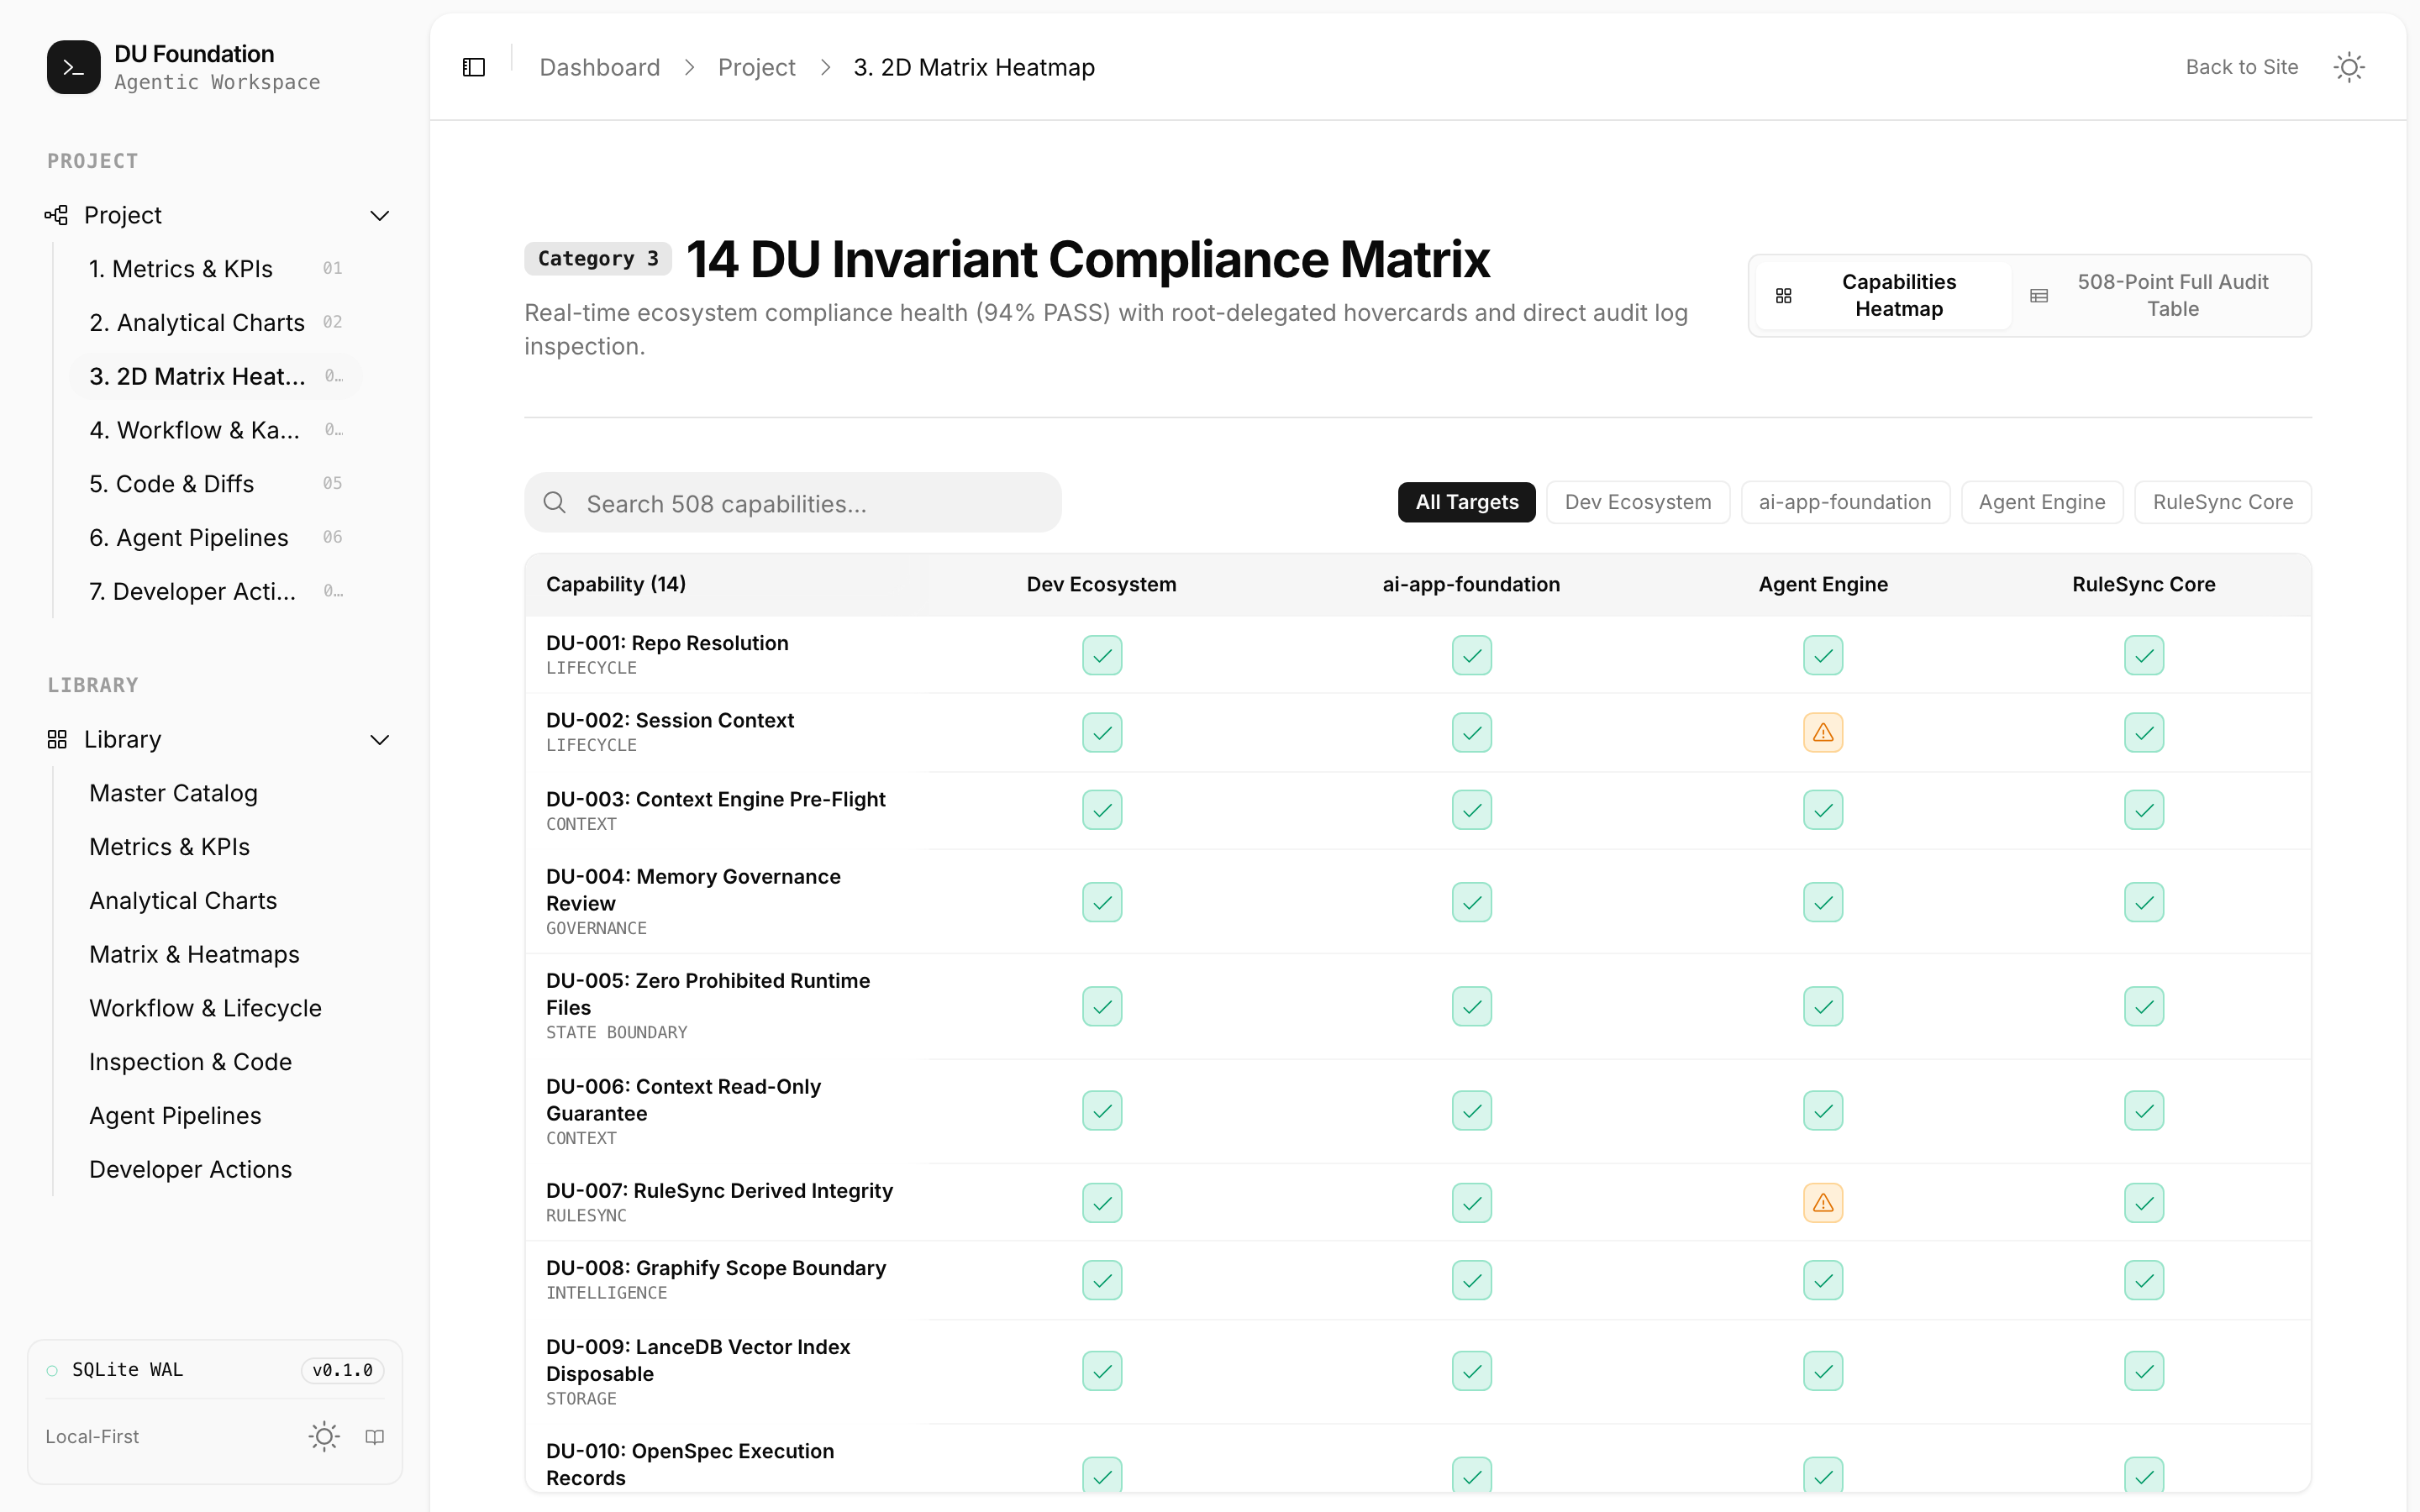 DU Foundation
Agentic Workspace
PROJECT
Project
1. Metrics & KPIs 01
2. Analytical Charts 02
3. 2D Matrix Heat... 0...
4. Workflow & Ka... 0...
5. Code & Diffs 05
6. Agent Pipelines 06
7. Developer Acti... 0...
LIBRARY
Library
Master Catalog
Metrics & KPIs
Analytical Charts
Matrix & Heatmaps
Workflow & Lifecycle
Inspection & Code
Agent Pipelines
Developer Actions
SQLite WAL v0.1.0
Local-First
Dashboard > Project > 3. 2D Matrix Heatmap
Back to Site
Category 3 14 DU Invariant Compliance Matrix
Real-time ecosystem compliance health (94% PASS) with root-delegated hovercards and direct audit log
inspection.
Capabilities
Heatmap
508-Point Full Audit
Table
Search 508 capabilities...
All Targets Dev Ecosystem ai-app-foundation Agent Engine RuleSync Core
Capability (14) Dev Ecosystem ai-app-foundation Agent Engine RuleSync Core
DU-001: Repo Resolution
LIFECYCLE
DU-002: Session Context
LIFECYCLE
DU-003: Context Engine Pre-Flight
CONTEXT
DU-004: Memory Governance
Review
GOVERNANCE
DU-005: Zero Prohibited Runtime
Files
STATE BOUNDARY
DU-006: Context Read-Only
Guarantee
CONTEXT
DU-007: RuleSync Derived Integrity
RULESYNC
DU-008: Graphify Scope Boundary
INTELLIGENCE
DU-009: LanceDB Vector Index
Disposable
STORAGE
DU-010: OpenSpec Execution
Records